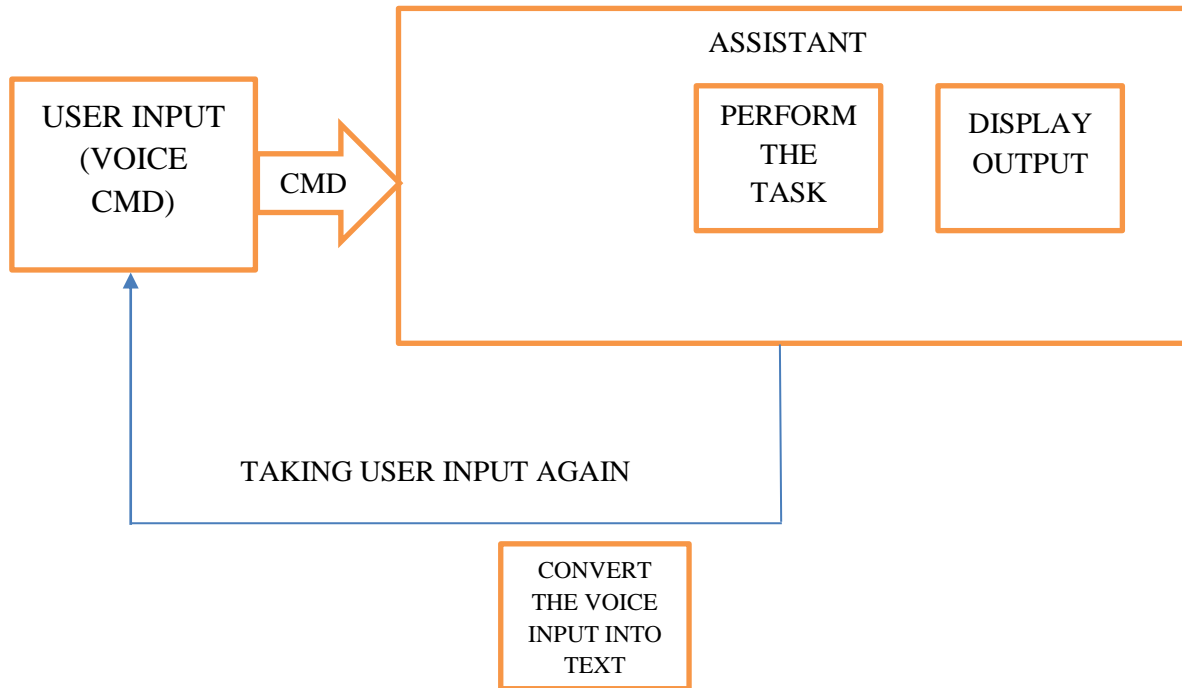 ASSISTANT
USER INPUT
(VOICE
CMD)
CMD
PERFORM
THE
TASK
DISPLAY
OUTPUT
TAKING USER INPUT AGAIN
CONVERT
THE VOICE
INPUT INTO
TEXT